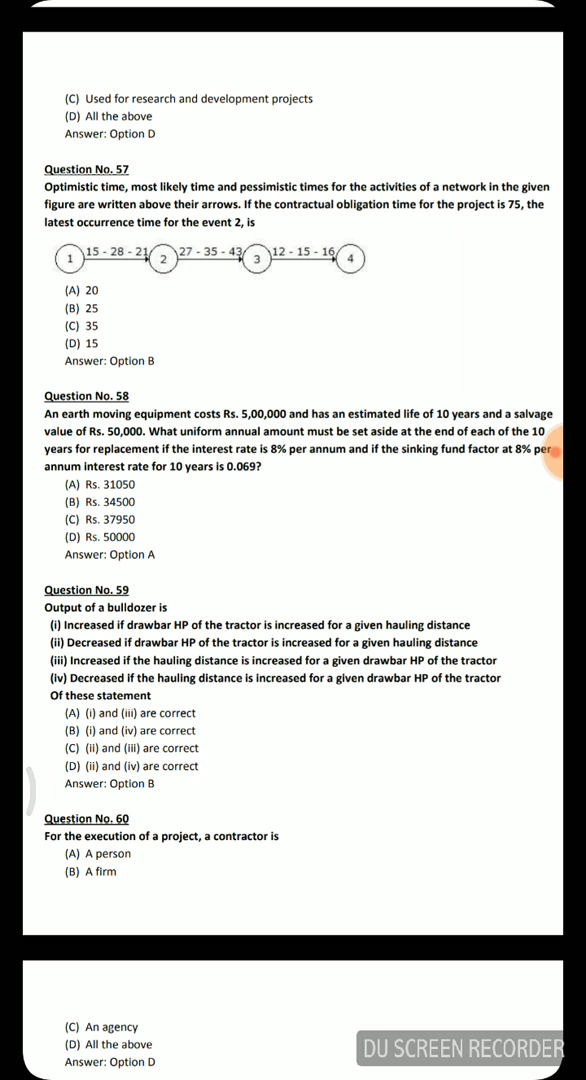 (C) Used for research and development projects
(D) All the above
Answer: Option D
Question No. 57
Optimistic time, most likely time and pessimistic times for the activities of a network in the given
figure are written above their arrows. If the contractual obligation time for the project is 75, the
latest occurrence time for the event 2, is
1 15 - 28 - 21 2 27 - 35 - 43 3 12 - 15 - 16 4
(A) 20
(B) 25
(C) 35
(D) 15
Answer: Option B
Question No. 58
An earth moving equipment costs Rs. 5,00,000 and has an estimated life of 10 years and a salvage
value of Rs. 50,000. What uniform annual amount must be set aside at the end of each of the 10
years for replacement if the interest rate is 8% per annum and if the sinking fund factor at 8% per
annum interest rate for 10 years is 0.069?
(A) Rs. 31050
(B) Rs. 34500
(C) Rs. 37950
(D) Rs. 50000
Answer: Option A
Question No. 59
Output of a bulldozer is
(i) Increased if drawbar HP of the tractor is increased for a given hauling distance
(ii) Decreased if drawbar HP of the tractor is increased for a given hauling distance
(iii) Increased if the hauling distance is increased for a given drawbar HP of the tractor
(iv) Decreased if the hauling distance is increased for a given drawbar HP of the tractor
Of these statement
(A) (i) and (iii) are correct
(B) (i) and (iv) are correct
(C) (ii) and (iii) are correct
(D) (ii) and (iv) are correct
Answer: Option B
Question No. 60
For the execution of a project, a contractor is
(A) A person
(B) A firm
(C) An agency
(D) All the above
Answer: Option D
DU SCREEN RECORDER